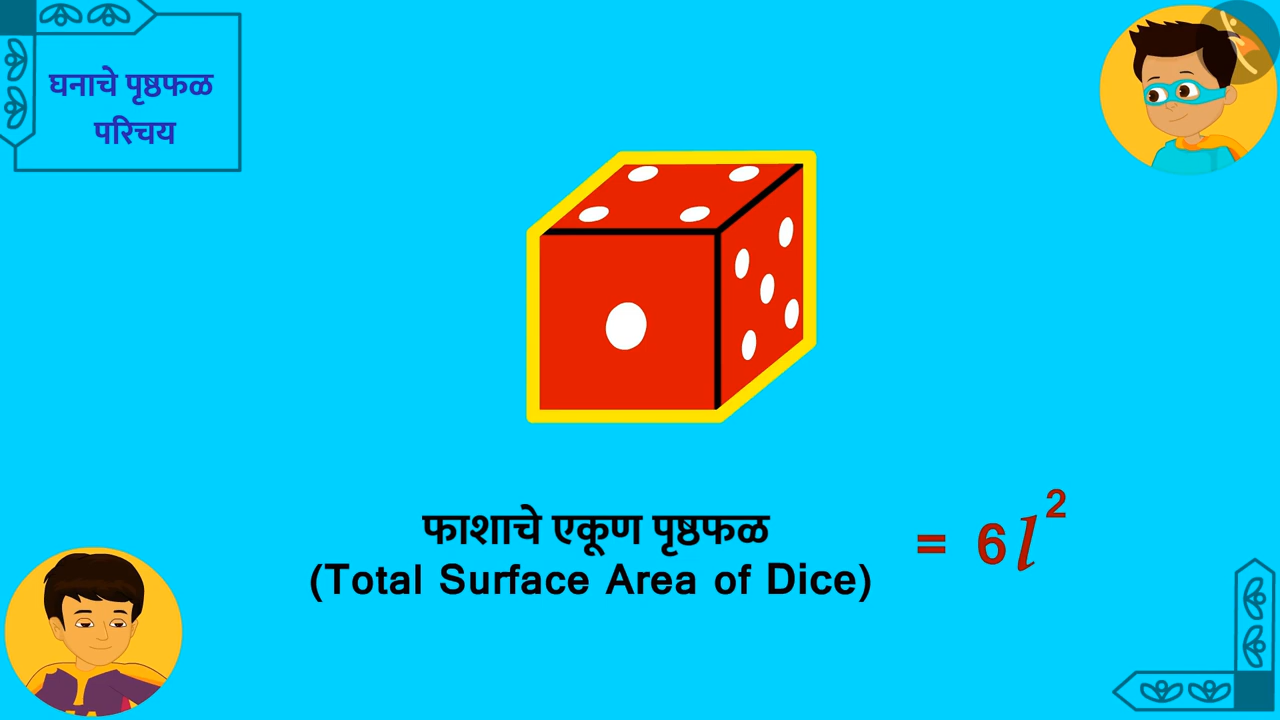 घनाचे पृष्ठफळ
परिचय
फाशाचे एकूण पृष्ठफळ
(Total Surface Area of Dice)
= 6l²